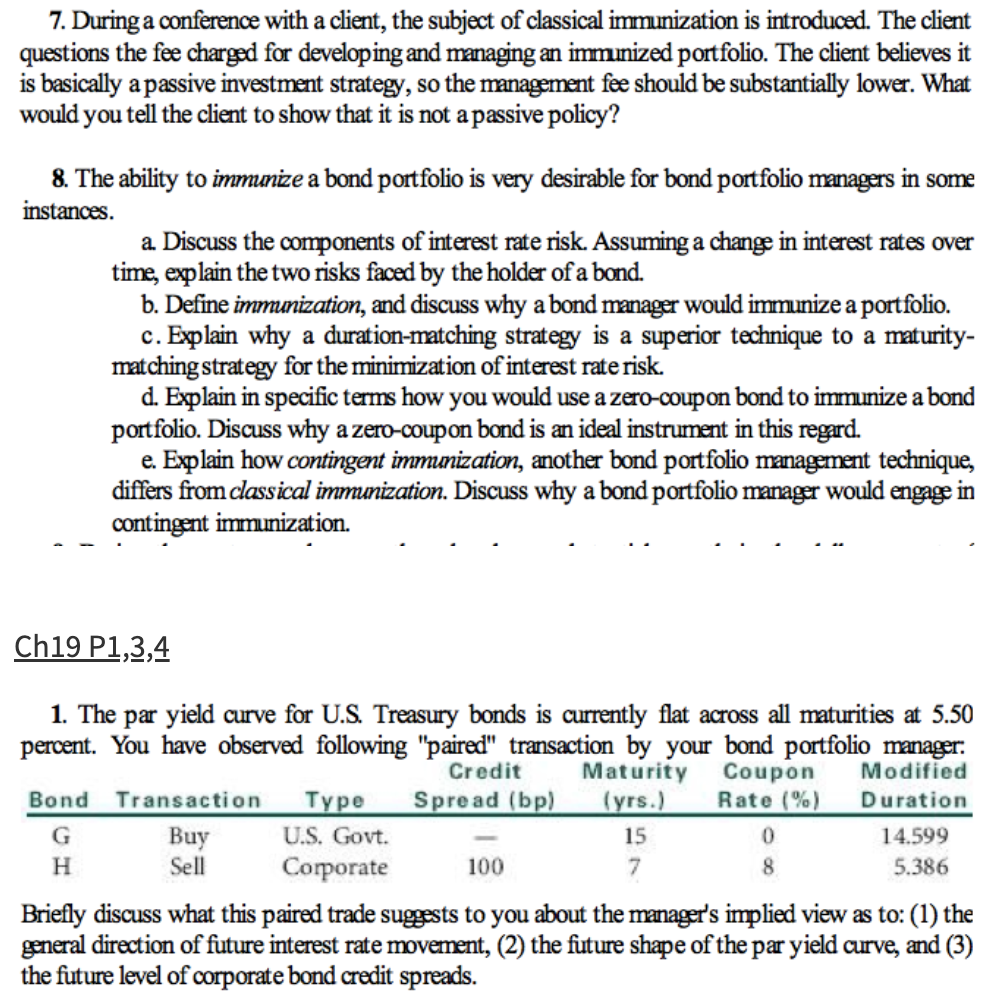 7. During a conference with a client, the subject of classical immunization is introduced. The client
questions the fee charged for developing and managing an immunized portfolio. The client believes it
is basically a passive investment strategy, so the management fee should be substantially lower. What
would you tell the client to show that it is not a passive policy?
8. The ability to immunize a bond portfolio is very desirable for bond portfolio managers in some
instances.
a. Discuss the components of interest rate risk. Assuming a change in interest rates over
time, explain the two risks faced by the holder of a bond.
b. Define immunization, and discuss why a bond manager would immunize a portfolio.
c. Explain why a duration-matching strategy is a superior technique to a maturity-
matching strategy for the minimization of interest rate risk.
d. Explain in specific terms how you would use a zero-coupon bond to immunize a bond
portfolio. Discuss why a zero-coupon bond is an ideal instrument in this regard.
e. Explain how contingent immunization, another bond portfolio management technique,
differs from classical immunization. Discuss why a bond portfolio manager would engage in
contingent immunization.
Ch19 P1,3,4
1. The par yield curve for U.S. Treasury bonds is currently flat across all maturities at 5.50
percent. You have observed following "paired" transaction by your bond portfolio manager:
Credit Maturity Coupon Modified
Bond Transaction Type Spread (bp) (yrs.) Rate (%) Duration
G Buy U.S. Govt. — 15 0 14.599
H Sell Corporate 100 7 8 5.386
Briefly discuss what this paired trade suggests to you about the manager's implied view as to: (1) the
general direction of future interest rate movement, (2) the future shape of the par yield curve, and (3)
the future level of corporate bond credit spreads.